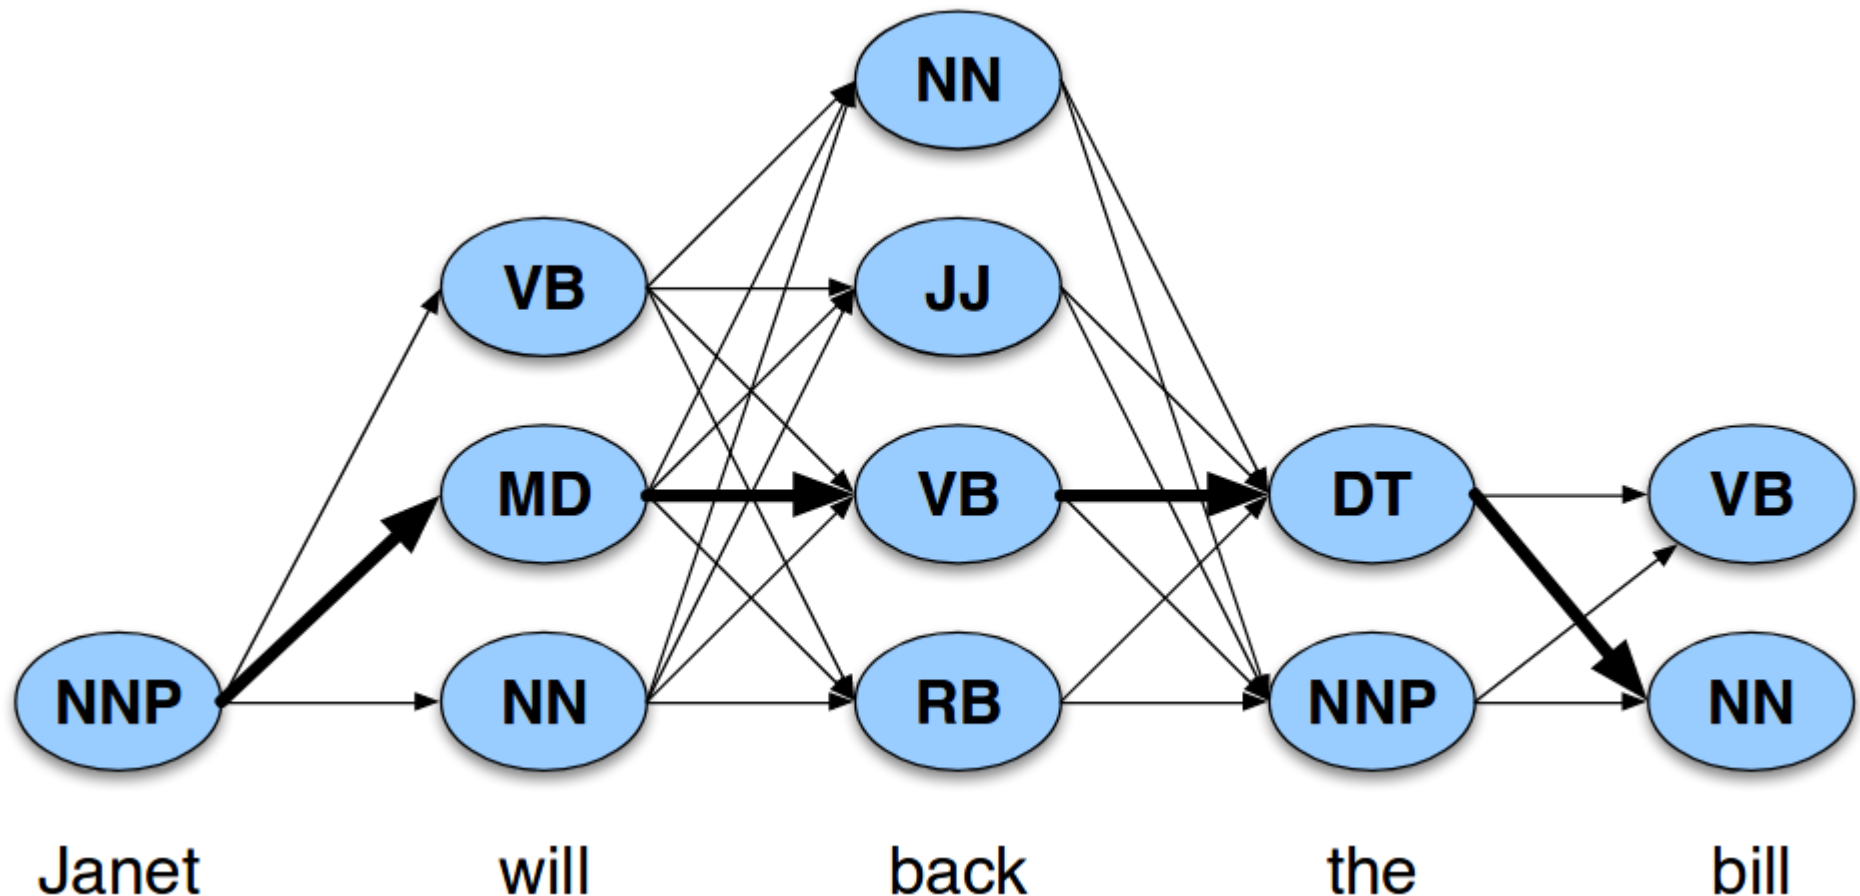 NN
VB JJ
MD VB DT VB
NNP NN RB NNP NN
Janet will back the bill